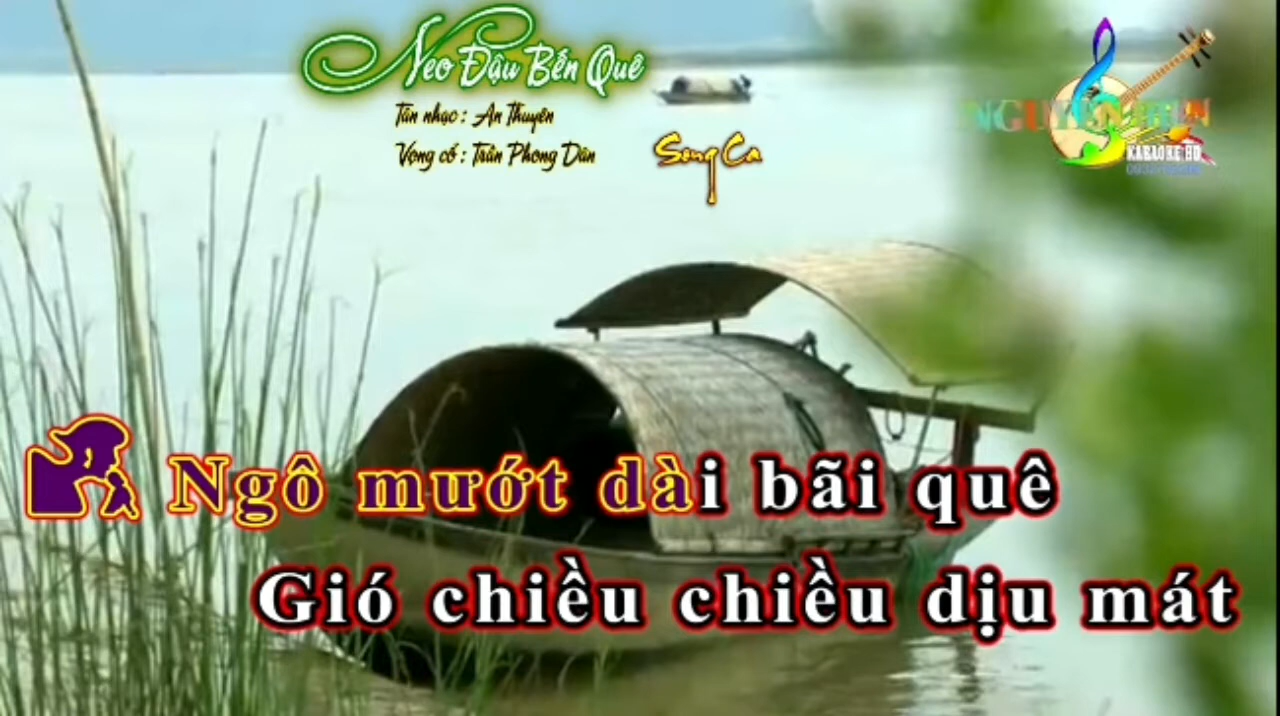 Neo Đậu Bến Quê
Tân nhạc : An Thuyên
Vọng cổ : Trần Phong Dân
Song Ca
KARAOKE HD
Ngô mướt dài bãi quê
Gió chiều chiều dịu mát